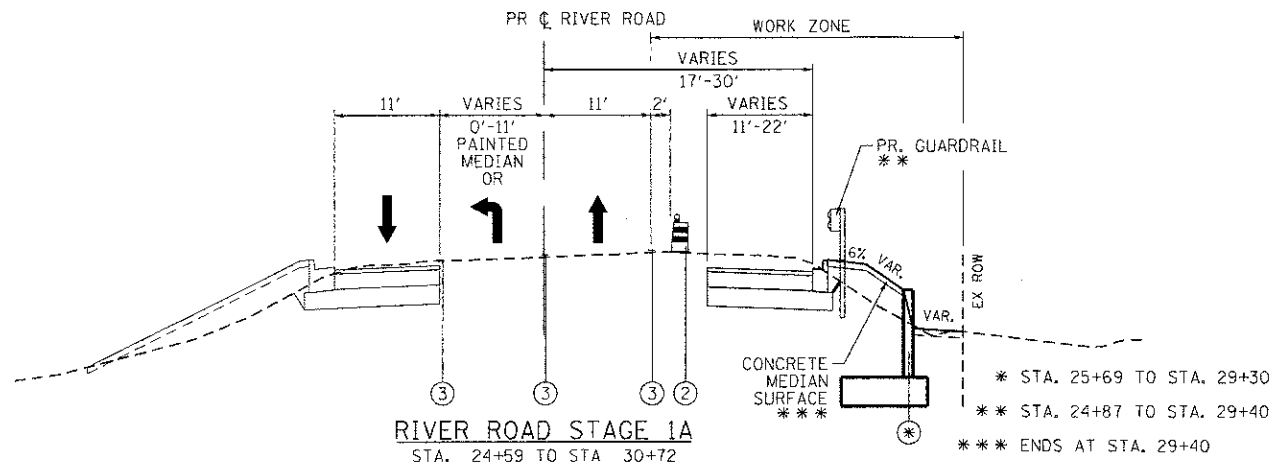 PR ℄ RIVER ROAD
WORK ZONE
VARIES
17'-30'
11'
VARIES
0'-11'
PAINTED
MEDIAN
OR
11'
2'
VARIES
11'-22'
PR. GUARDRAIL
* *
6%
VAR.
VAR.
EX ROW
CONCRETE
MEDIAN
SURFACE
* * *
3
3
3
2
*
* STA. 25+69 TO STA. 29+30
* * STA. 24+87 TO STA. 29+40
* * * ENDS AT STA. 29+40
RIVER ROAD STAGE 1A
STA. 24+59 TO STA 30+72